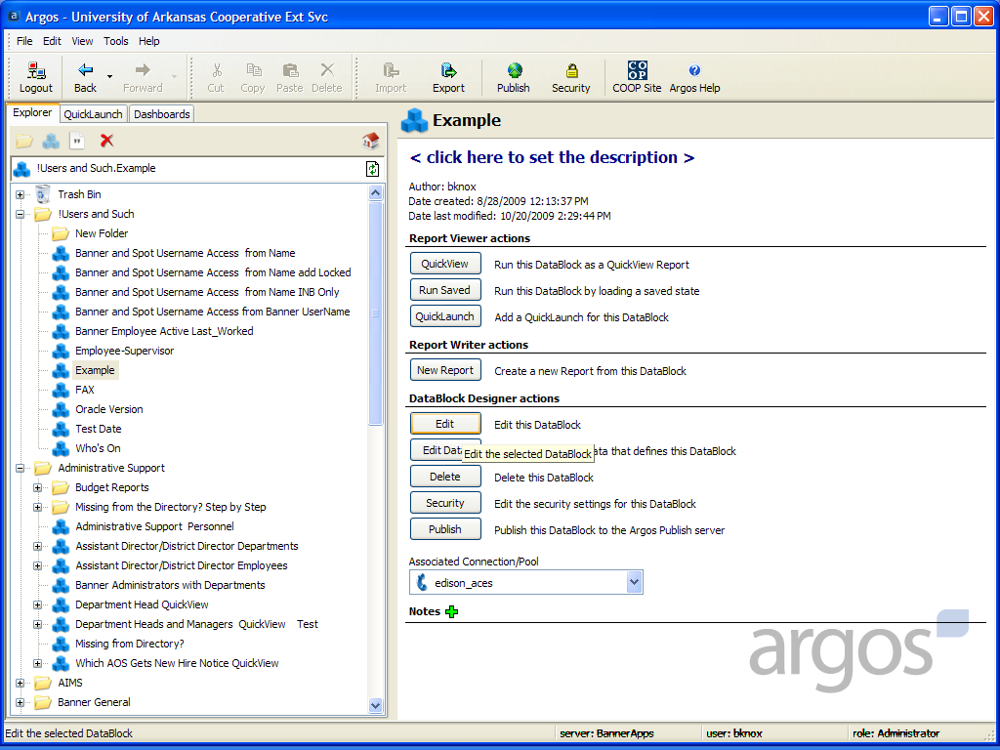 Argos - University of Arkansas Cooperative Ext Svc
File Edit View Tools Help
Logout Back Forward Cut Copy Paste Delete Import Export Publish Security COOP Site Argos Help
Explorer QuickLaunch Dashboards
!Users and Such.Example
Trash Bin
!Users and Such
New Folder
Banner and Spot Username Access from Name
Banner and Spot Username Access from Name add Locked
Banner and Spot Username Access from Name INB Only
Banner and Spot Username Access from Banner UserName
Banner Employee Active Last_Worked
Employee-Supervisor
Example
FAX
Oracle Version
Test Date
Who's On
Administrative Support
Budget Reports
Missing from the Directory? Step by Step
Administrative Support Personnel
Assistant Director/District Director Departments
Assistant Director/District Director Employees
Banner Administrators with Departments
Department Head QuickView
Department Heads and Managers QuickView Test
Missing from Directory?
Which AOS Gets New Hire Notice QuickView
AIMS
Banner General
Example
< click here to set the description >
Author: bknox
Date created: 8/28/2009 12:13:37 PM
Date last modified: 10/20/2009 2:29:44 PM
Report Viewer actions
QuickView Run this DataBlock as a QuickView Report
Run Saved Run this DataBlock by loading a saved state
QuickLaunch Add a QuickLaunch for this DataBlock
Report Writer actions
New Report Create a new Report from this DataBlock
DataBlock Designer actions
Edit Edit this DataBlock
Edit Dat Edit the selected DataBlock ata that defines this DataBlock
Delete Delete this DataBlock
Security Edit the security settings for this DataBlock
Publish Publish this DataBlock to the Argos Publish server
Associated Connection/Pool
edison_aces
Notes
argos
Edit the selected DataBlock server: BannerApps user: bknox role: Administrator